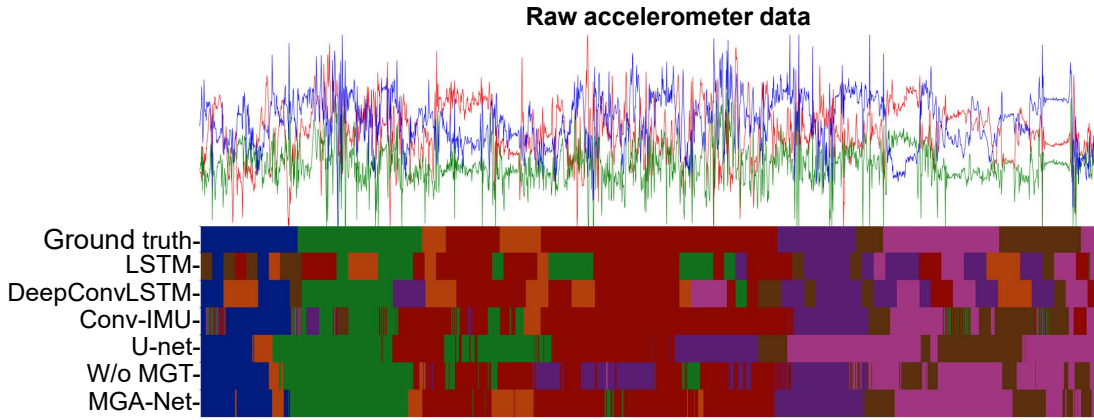 Raw accelerometer data
Ground truth-
LSTM-
DeepConvLSTM-
Conv-IMU-
U-net-
W/o MGT-
MGA-Net-